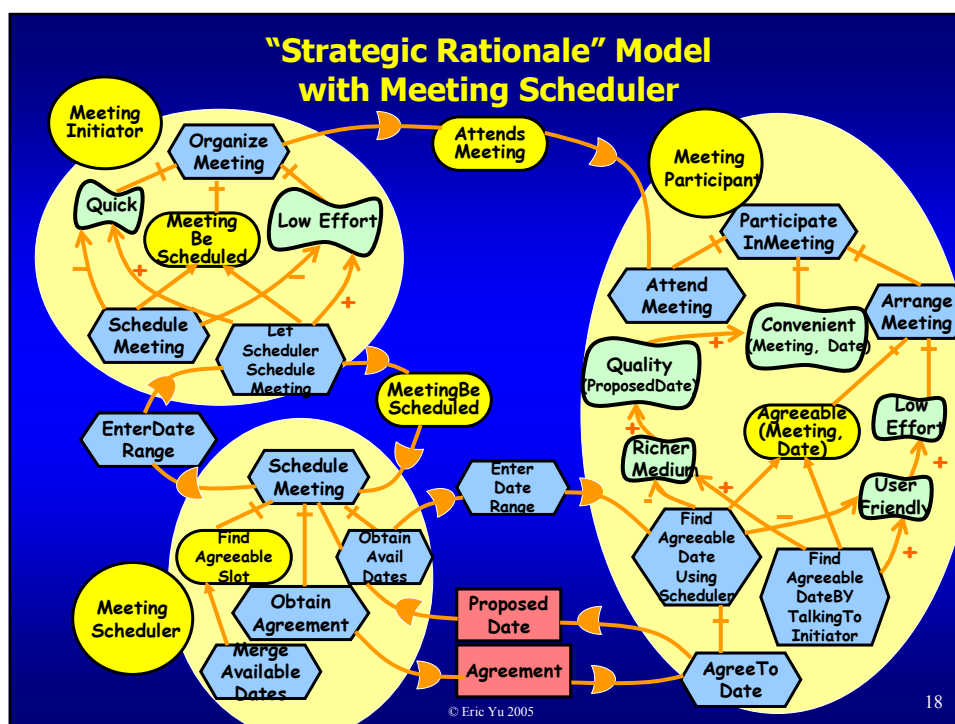 “Strategic Rationale” Model
with Meeting Scheduler
Meeting
Initiator
Organize
Meeting
Attends
Meeting
Meeting
Participant
Quick
Meeting
Be
Scheduled
Low Effort
Participate
InMeeting
Attend
Meeting
Arrange
Meeting
–
+
–
+
Schedule
Meeting
Let
Scheduler
Schedule
Meeting
Quality
(ProposedDate)
+
Convenient
(Meeting, Date)
MeetingBe
Scheduled
EnterDate
Range
Schedule
Meeting
Enter
Date
Range
+
Richer
Medium
Agreeable
(Meeting,
Date)
Low
Effort
+
User
Friendly
–
+
–
+
Find
Agreeable
Slot
Obtain
Avail
Dates
Find
Agreeable
Date
Using
Scheduler
Find
Agreeable
DateBY
TalkingTo
Initiator
Meeting
Scheduler
Obtain
Agreement
Proposed
Date
Merge
Available
Dates
Agreement
AgreeTo
Date
© Eric Yu 2005
18